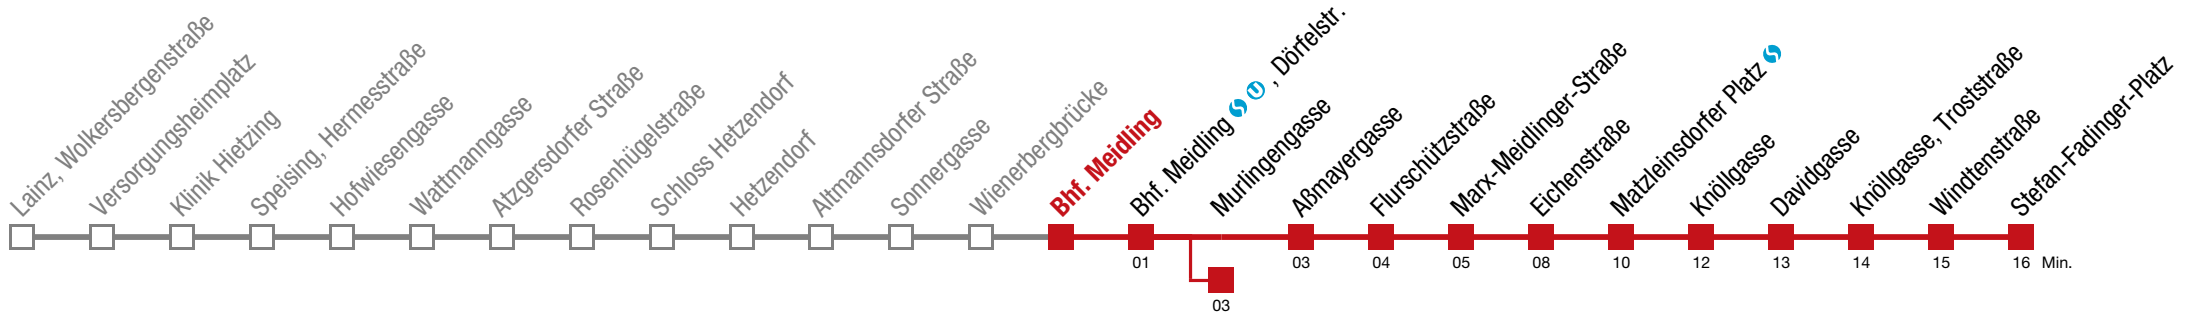 Lainz, Wolkersbergenstraße
Versorgungsheimplatz
Klinik Hietzing
Speising, Hermesstraße
Hofwiesengasse
Wattmanngasse
Atzgersdorfer Straße
Rosenhügelstraße
Schloss Hetzendorf
Hetzendorf
Altmannsdorfer Straße
Sonnergasse
Wienerbergbrücke
Bhf. Meidling
Bhf. Meidling S U , Dörfelstr.
Murlingengasse
Aßmayergasse
Flurschützstraße
Marx-Meidlinger-Straße
Eichenstraße
Matzleinsdorfer Platz S
Knöllgasse
Davidgasse
Knöllgasse, Troststraße
Windtenstraße
Stefan-Fadinger-Platz
01 03 04 05 08 10 12 13 14 15 16 Min.
03